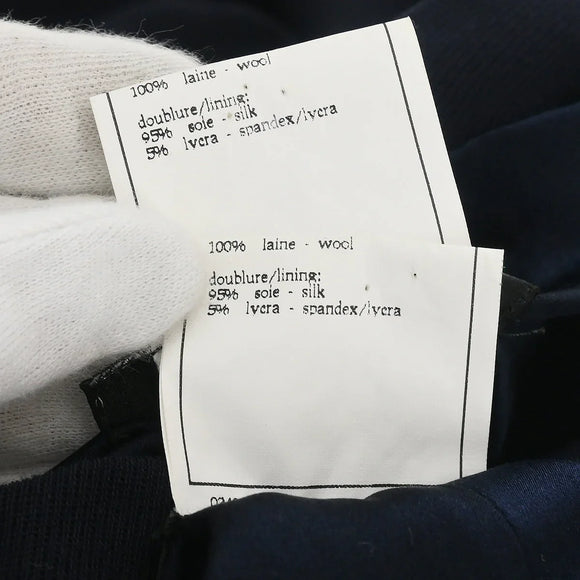 100% laine - wool
doublure/lining:
95% soie - silk
5% lycra - spandex/lycra
100% laine - wool
doublure/lining:
95% soie - silk
5% lycra - spandex/lycra